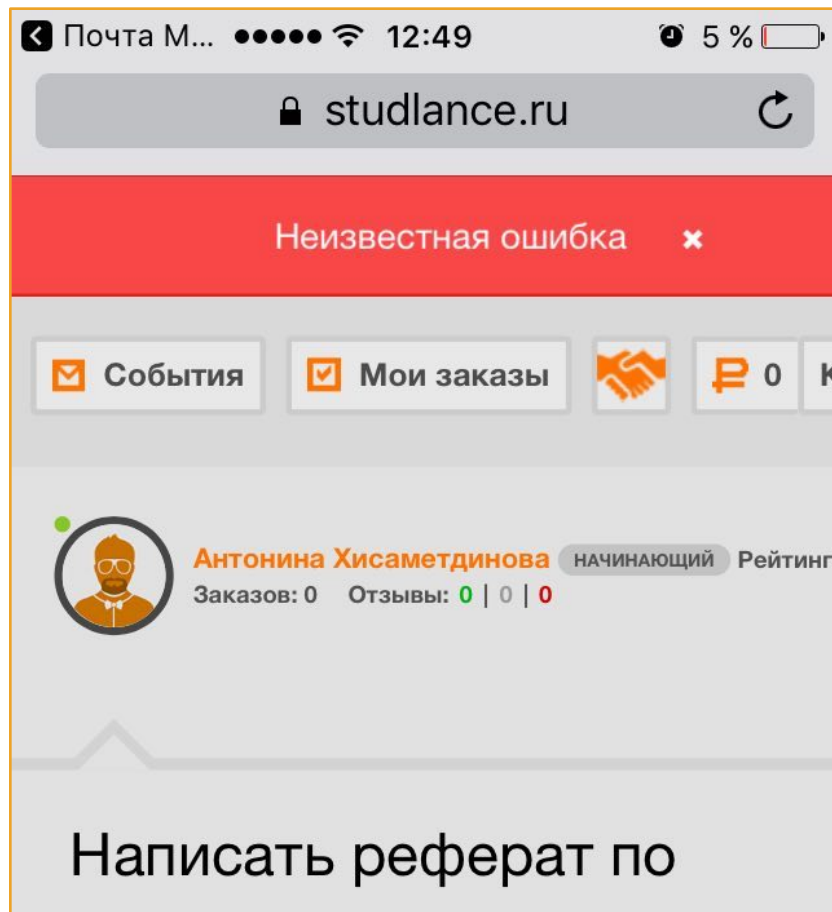 Почта М... 12:49 5 %
studlance.ru
Неизвестная ошибка ×
События Мои заказы 0 К
Антонина Хисаметдинова НАЧИНАЮЩИЙ Рейтинг
Заказов: 0 Отзывы: 0 | 0 | 0
Написать реферат по